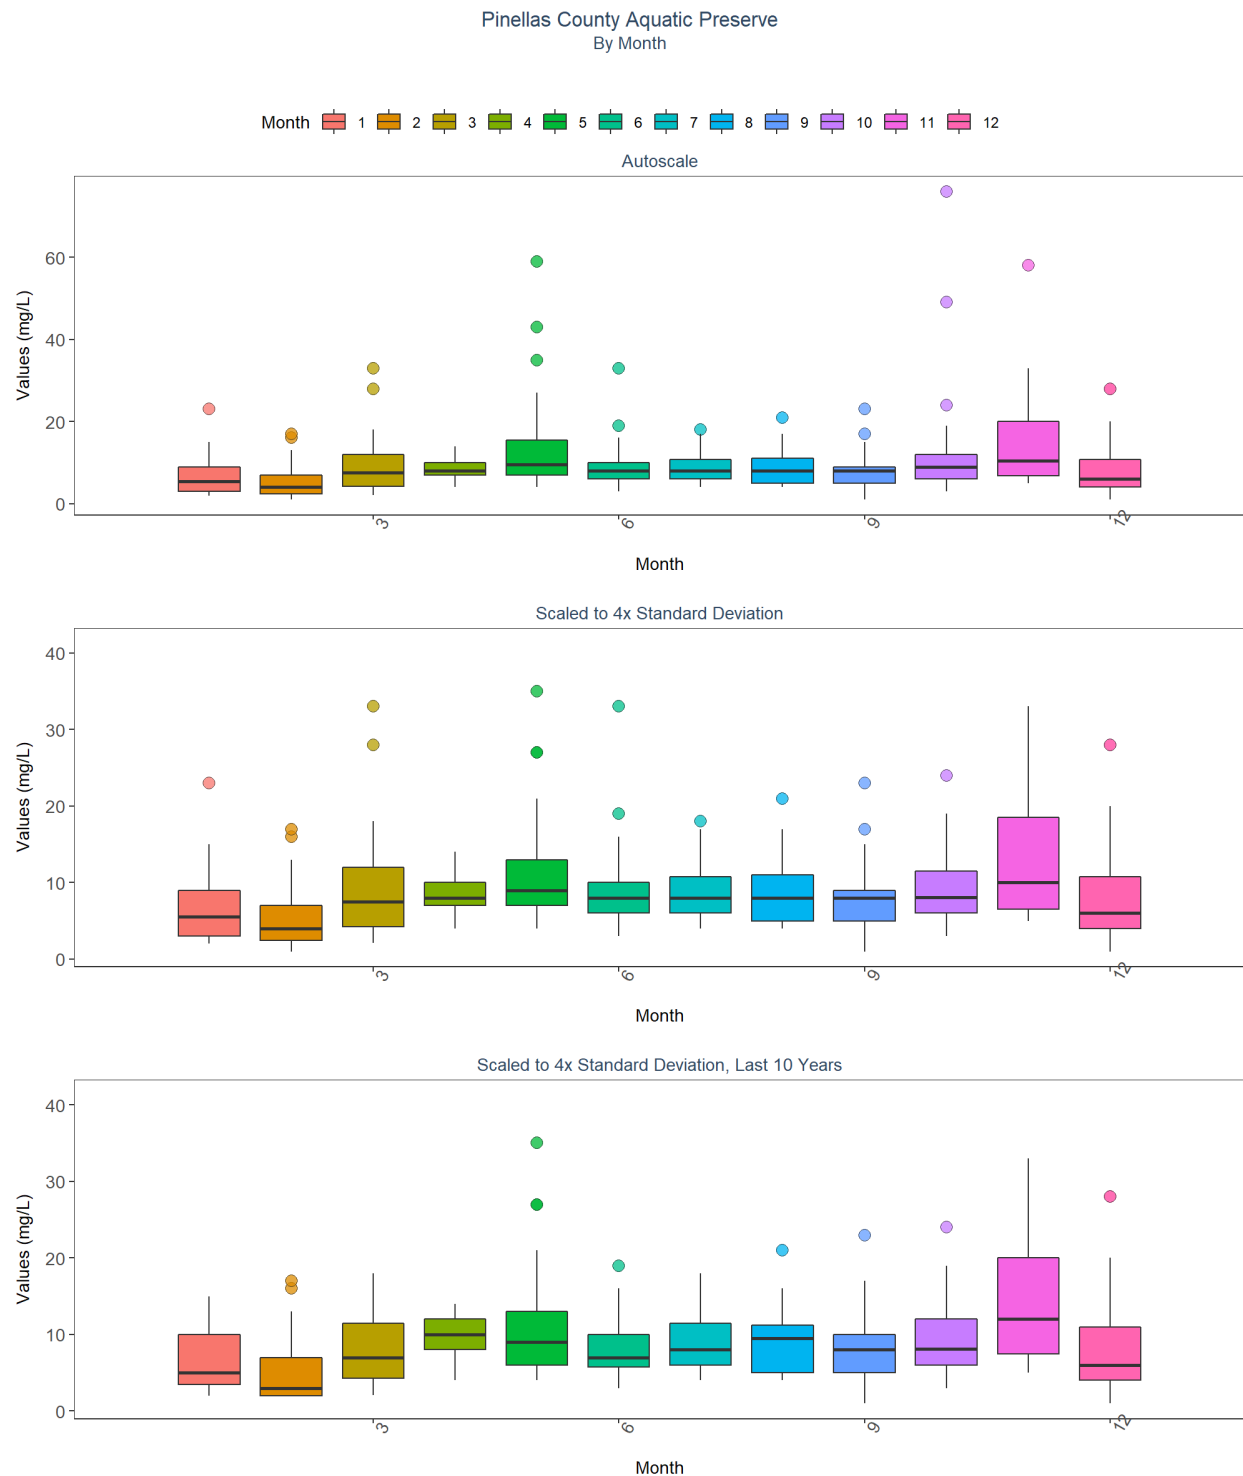 Pinellas County Aquatic Preserve
By Month
Month 1 2 3 4 5 6 7 8 9 10 11 12
Autoscale
Values (mg/L)
60
40
20
0
3 6 9 12
Month
Scaled to 4x Standard Deviation
Values (mg/L)
40
30
20
10
0
3 6 9 12
Month
Scaled to 4x Standard Deviation, Last 10 Years
Values (mg/L)
40
30
20
10
0
3 6 9 12
Month